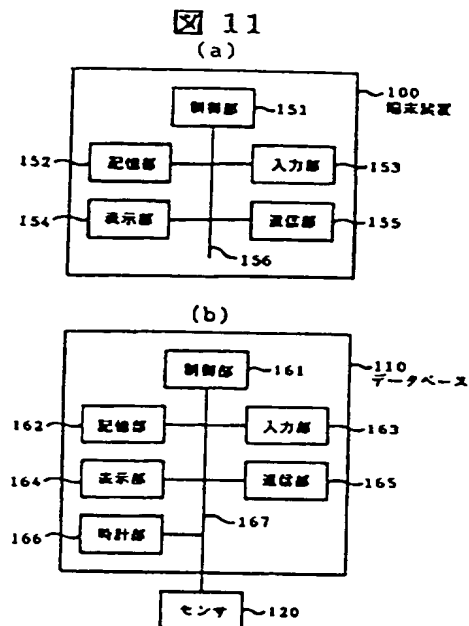 図 11
(a)
制御部 151
100
端末装置
152 記憶部 入力部 153
154 表示部 通信部 155
156
(b)
制御部 161
110
データベース
162 記憶部 入力部 163
164 表示部 通信部 165
166 時計部 167
センサ 120